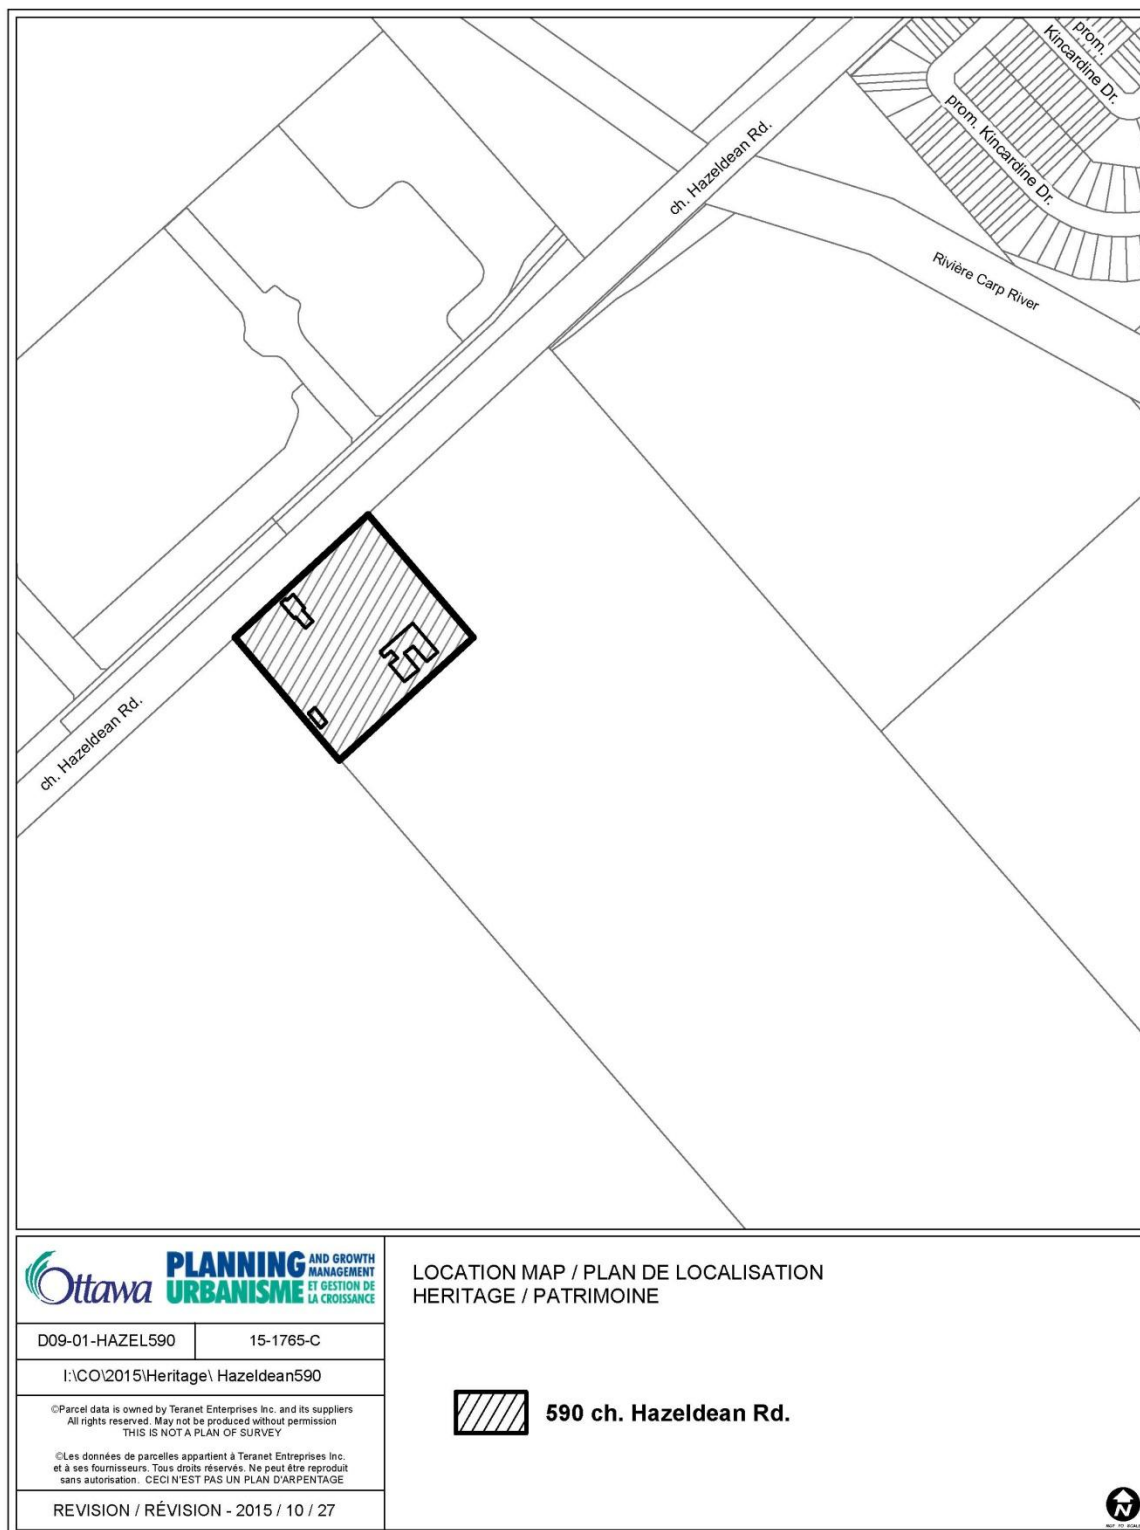 prom.
Kincardine Dr.
prom. Kincardine Dr.
ch. Hazeldean Rd.
Rivière Carp River
ch. Hazeldean Rd.
Ottawa
PLANNING AND GROWTH MANAGEMENT
URBANISME ET GESTION DE LA CROISSANCE
LOCATION MAP / PLAN DE LOCALISATION
HERITAGE / PATRIMOINE
D09-01-HAZEL590
15-1765-C
I:\CO\2015\Heritage\ Hazeldean590
©Parcel data is owned by Teranet Enterprises Inc. and its suppliers
All rights reserved. May not be produced without permission
THIS IS NOT A PLAN OF SURVEY
©Les données de parcelles appartient à Teranet Entreprises Inc.
et à ses fournisseurs. Tous droits réservés. Ne peut être reproduit
sans autorisation. CECI N'EST PAS UN PLAN D'ARPENTAGE
REVISION / RÉVISION - 2015 / 10 / 27
590 ch. Hazeldean Rd.
N
NOT TO SCALE